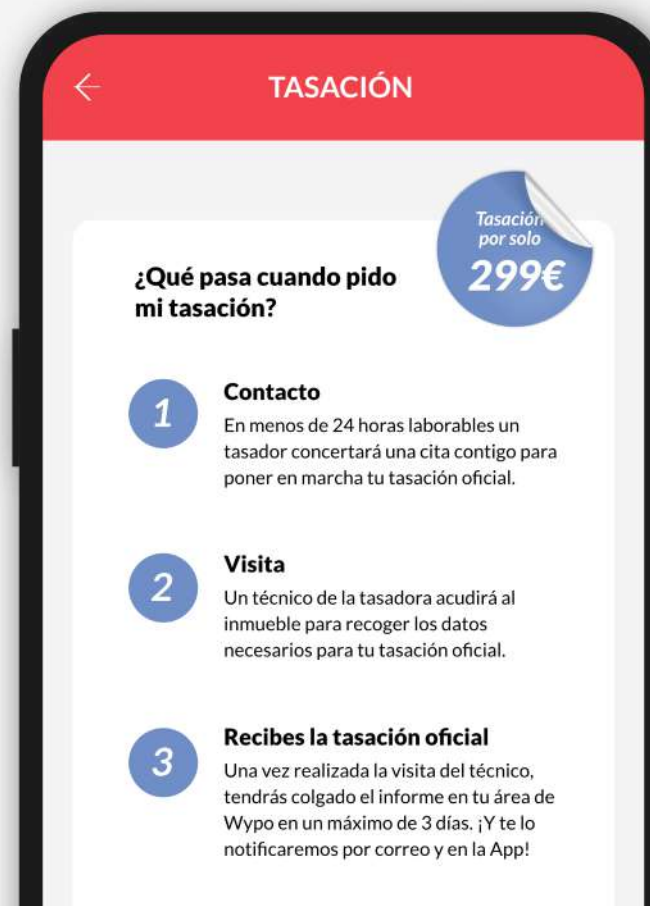 TASACIÓN
Tasación
por solo
299€
¿Qué pasa cuando pido
mi tasación?
1
Contacto
En menos de 24 horas laborables un
tasador concertará una cita contigo para
poner en marcha tu tasación oficial.
2
Visita
Un técnico de la tasadora acudirá al
inmueble para recoger los datos
necesarios para tu tasación oficial.
3
Recibes la tasación oficial
Una vez realizada la visita del técnico,
tendrás colgado el informe en tu área de
Wypo en un máximo de 3 días. ¡Y te lo
notificaremos por correo y en la App!